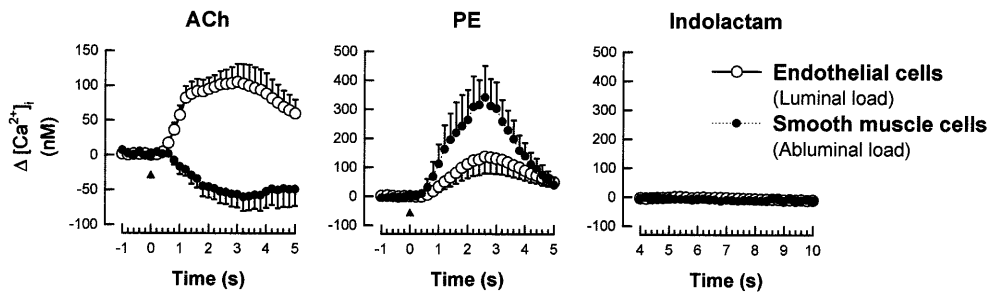 ACh
PE
Indolactam
Δ [Ca2+]i
(nM)
150
100
50
0
-50
-100
-1 0 1 2 3 4 5
Time (s)
500
400
300
200
100
0
-100
-1 0 1 2 3 4 5
Time (s)
500
400
300
200
100
0
-100
4 5 6 7 8 9 10
Time (s)
Endothelial cells
(Luminal load)
Smooth muscle cells
(Abluminal load)